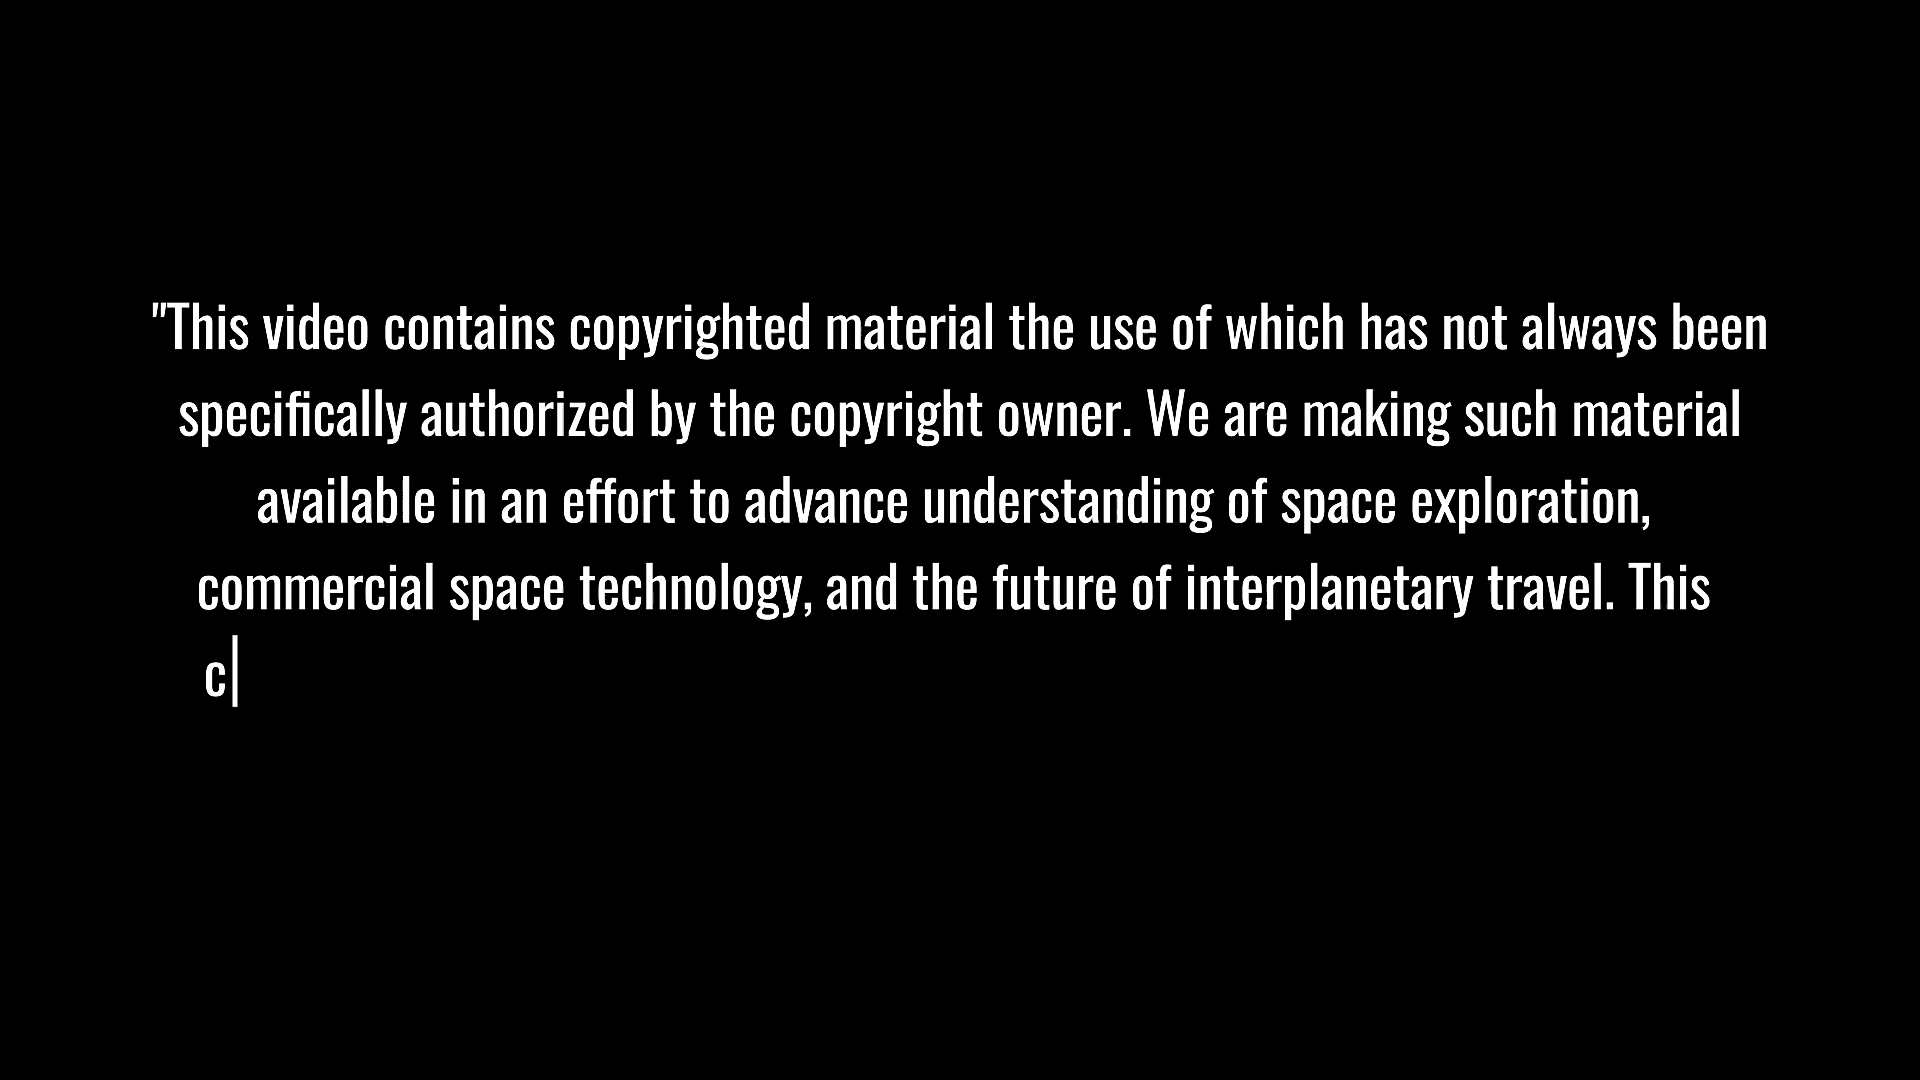 "This video contains copyrighted material the use of which has not always been
specifically authorized by the copyright owner. We are making such material
available in an effort to advance understanding of space exploration,
commercial space technology, and the future of interplanetary travel. This
c